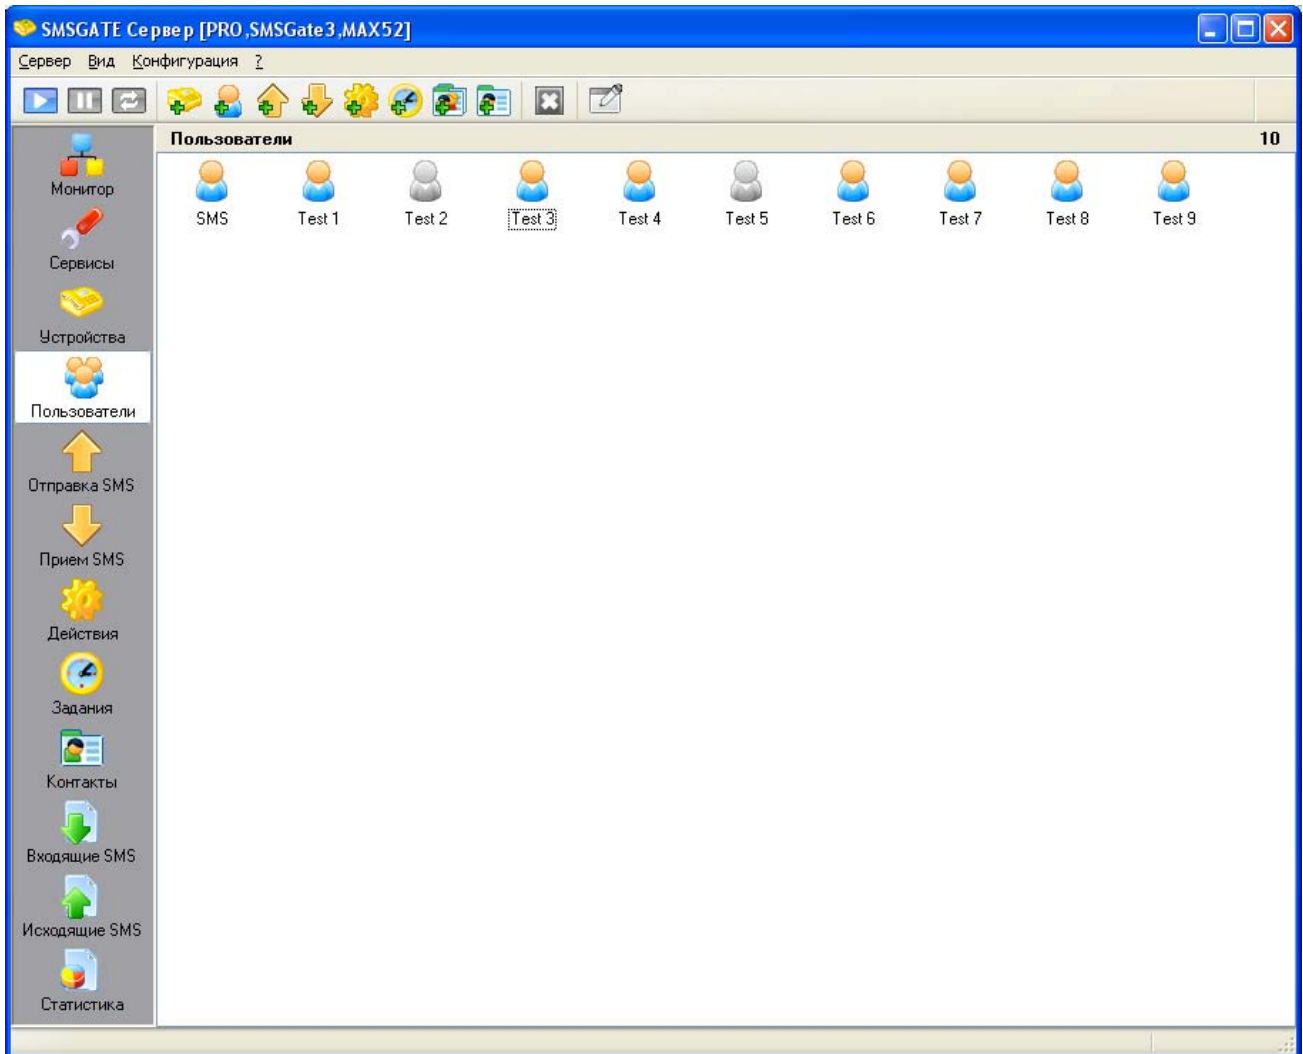 SMSGATE Сервер [PRO,SMSGate3,MAX52]
Сервер Вид Конфигурация ?
Пользователи 10
Монитор
Сервисы
Устройства
Пользователи
Отправка SMS
Прием SMS
Действия
Задания
Контакты
Входящие SMS
Исходящие SMS
Статистика
SMS Test 1 Test 2 Test 3 Test 4 Test 5 Test 6 Test 7 Test 8 Test 9